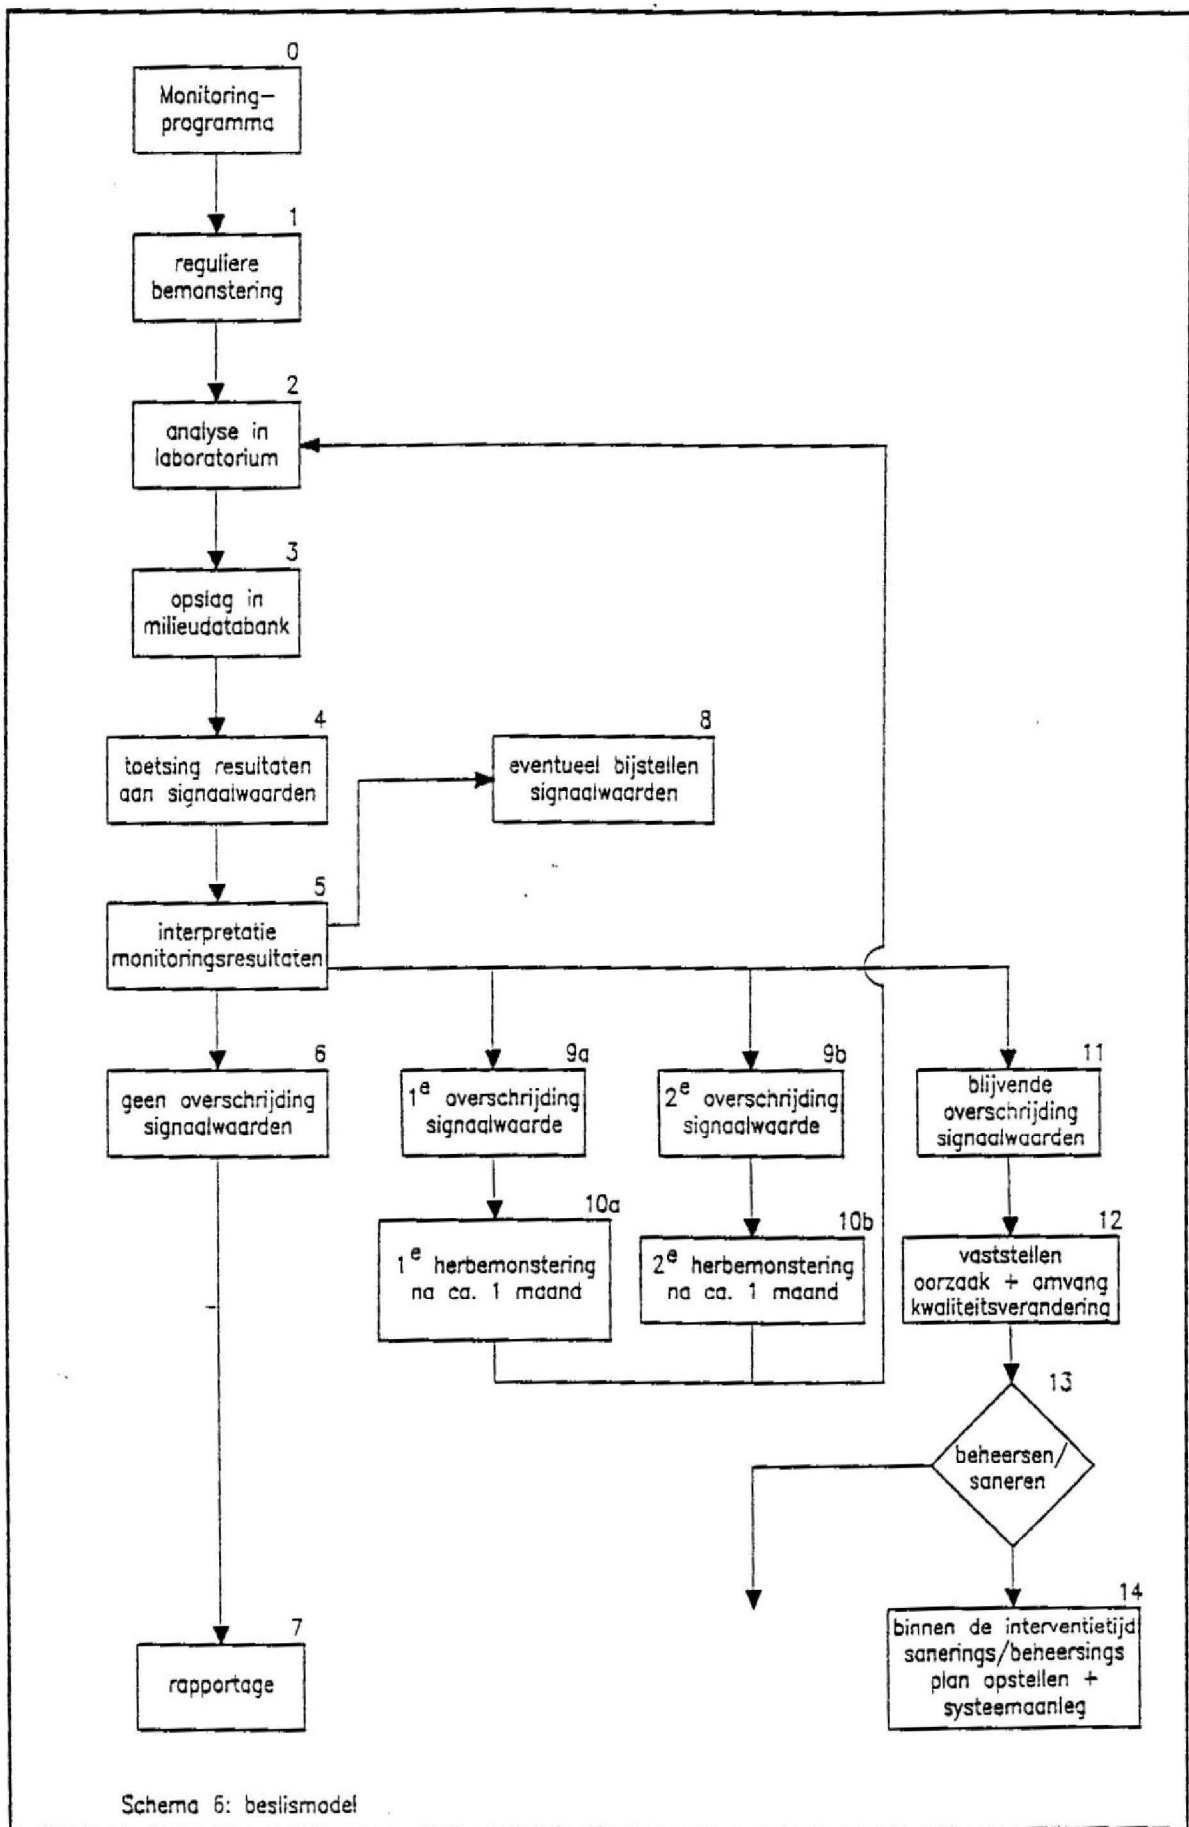 0
Monitoring-
programma
1
reguliere
bemonstering
2
analyse in
laboratorium
3
opslag in
milieudatabank
4
toetsing resultaten
aan signaalwaarden
8
eventueel bijstellen
signaalwaarden
5
interpretatie
monitoringsresultaten
6
geen overschrijding
signaalwaarden
9a
1e overschrijding
signaalwaarde
9b
2e overschrijding
signaalwaarde
11
blijvende
overschrijding
signaalwaarden
10a
1e herbemonstering
na ca. 1 maand
10b
2e herbemonstering
na ca. 1 maand
12
vaststellen
oorzaak + omvang
kwaliteitsverandering
13
beheersen/
saneren
14
binnen de interventietijd
sanerings/beheersings
plan opstellen +
systeemaanleg
7
rapportage
Schema 6: beslismodel